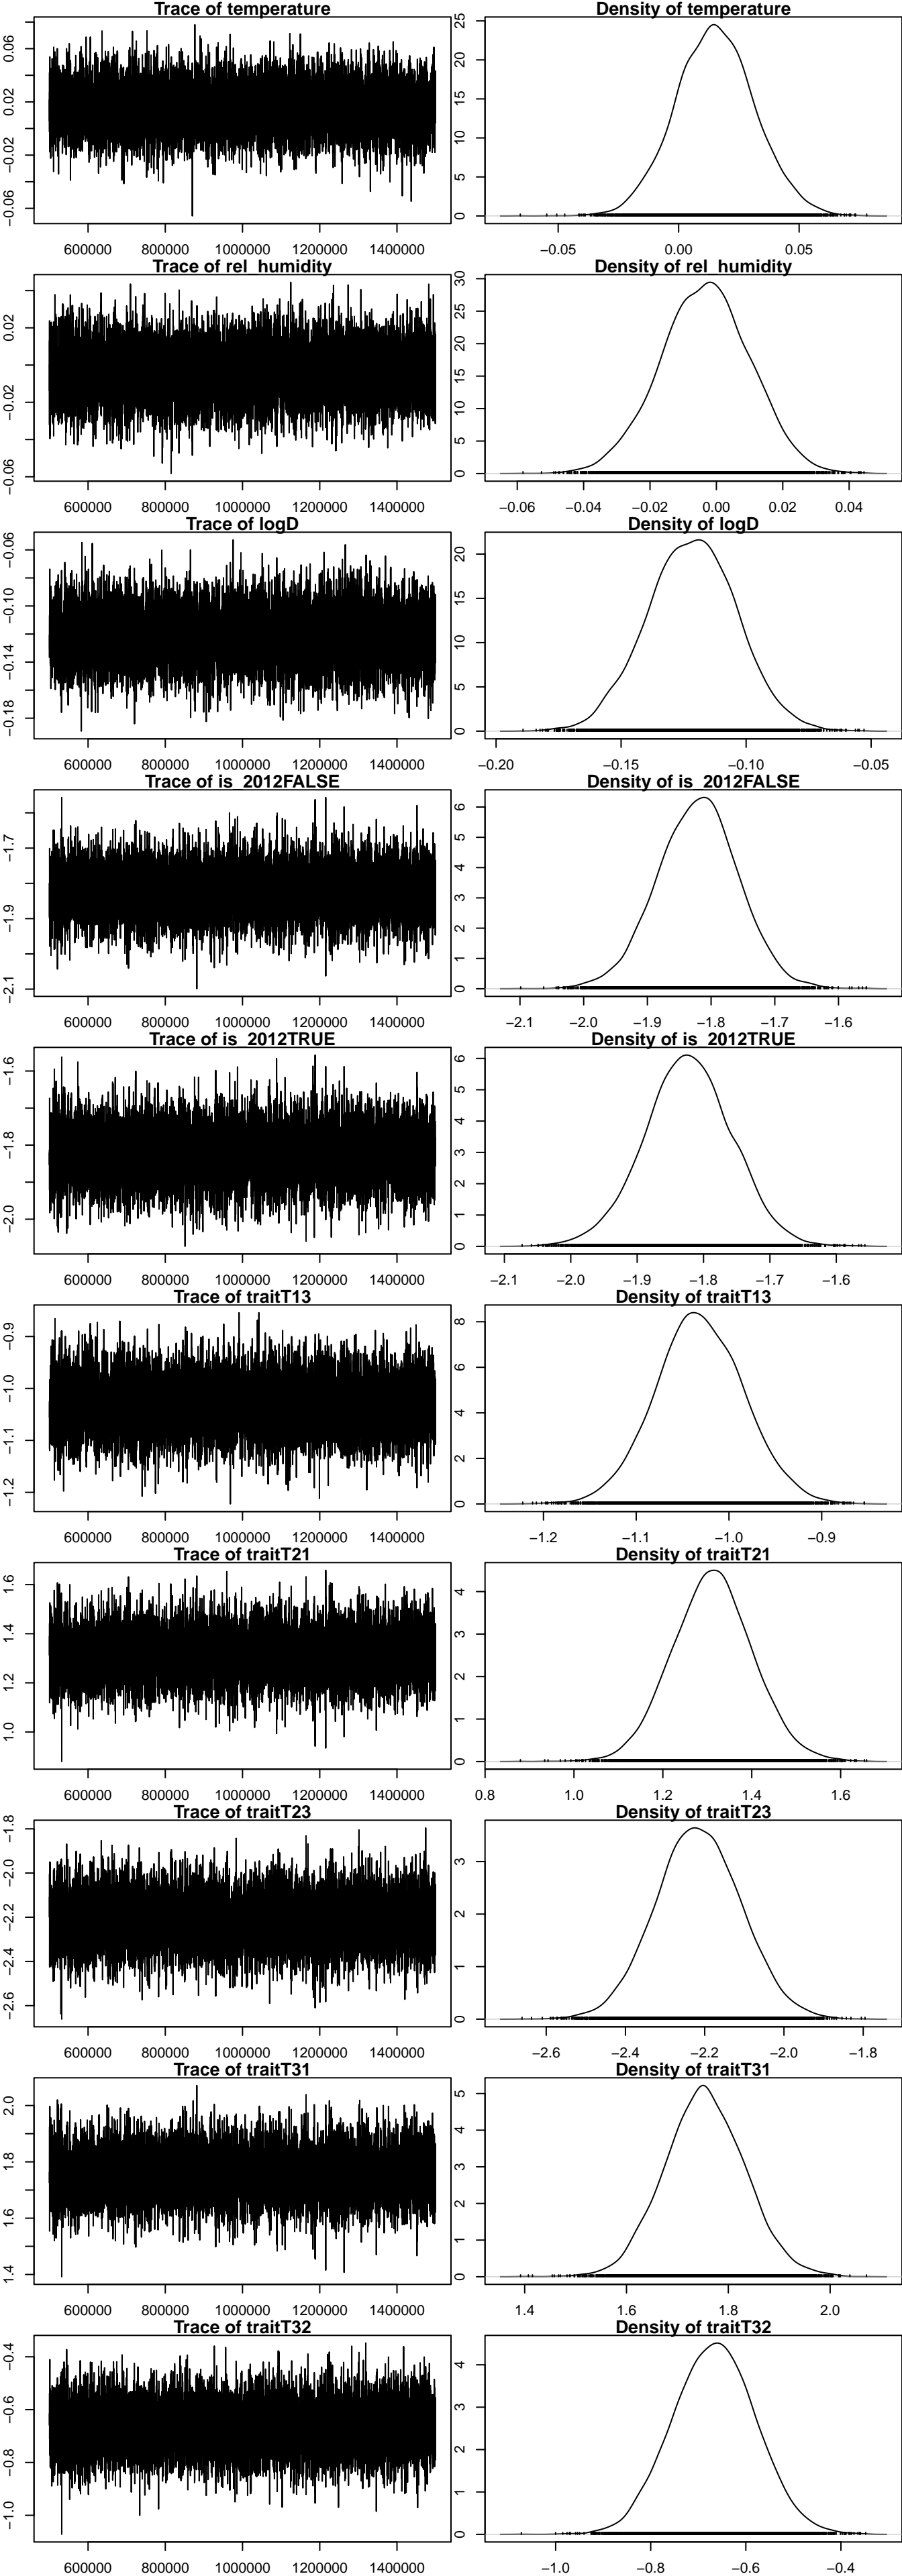 Trace of temperature
−0.06 −0.02 0.02 0.06
600000 800000 1000000 1200000 1400000
Density of temperature
0 5 10 15 20 25
−0.05 0.00 0.05
Trace of rel_humidity
−0.06 −0.02 0.02
600000 800000 1000000 1200000 1400000
Density of rel_humidity
0 5 10 15 20 25 30
−0.06 −0.04 −0.02 0.00 0.02 0.04
Trace of logD
−0.18 −0.14 −0.10 −0.06
600000 800000 1000000 1200000 1400000
Density of logD
0 5 10 15 20
−0.20 −0.15 −0.10 −0.05
Trace of is_2012FALSE
−2.1 −1.9 −1.7
600000 800000 1000000 1200000 1400000
Density of is_2012FALSE
0 1 2 3 4 5 6
−2.1 −2.0 −1.9 −1.8 −1.7 −1.6
Trace of is_2012TRUE
−2.0 −1.8 −1.6
600000 800000 1000000 1200000 1400000
Density of is_2012TRUE
0 1 2 3 4 5 6
−2.1 −2.0 −1.9 −1.8 −1.7 −1.6
Trace of traitT13
−1.2 −1.1 −1.0 −0.9
600000 800000 1000000 1200000 1400000
Density of traitT13
0 2 4 6 8
−1.2 −1.1 −1.0 −0.9
Trace of traitT21
1.0 1.2 1.4 1.6
600000 800000 1000000 1200000 1400000
Density of traitT21
0 1 2 3 4
0.8 1.0 1.2 1.4 1.6
Trace of traitT23
−2.6 −2.4 −2.2 −2.0 −1.8
600000 800000 1000000 1200000 1400000
Density of traitT23
0 1 2 3
−2.6 −2.4 −2.2 −2.0 −1.8
Trace of traitT31
1.4 1.6 1.8 2.0
600000 800000 1000000 1200000 1400000
Density of traitT31
0 1 2 3 4 5
1.4 1.6 1.8 2.0
Trace of traitT32
−1.0 −0.8 −0.6 −0.4
600000 800000 1000000 1200000 1400000
Density of traitT32
0 1 2 3 4
−1.0 −0.8 −0.6 −0.4